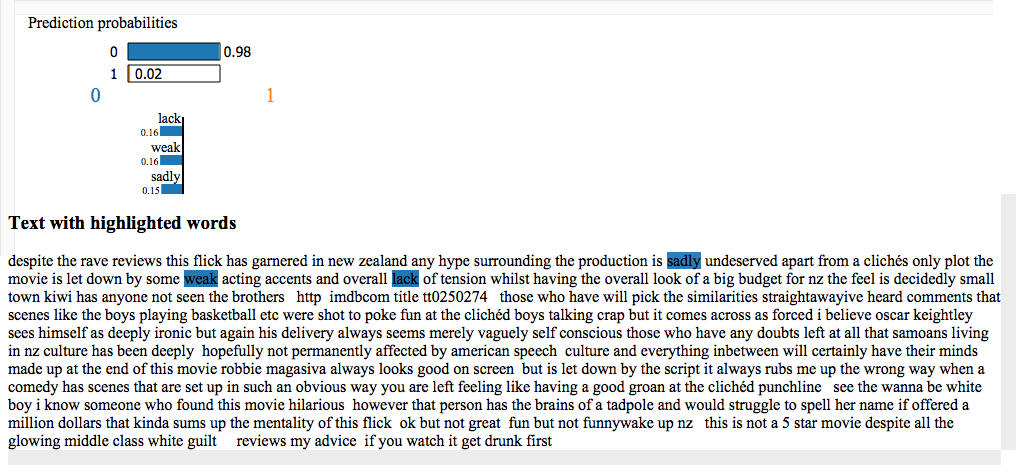 Prediction probabilities
0 0.98
1 0.02
0 1
lack
0.16
weak
0.16
sadly
0.15
Text with highlighted words
despite the rave reviews this flick has garnered in new zealand any hype surrounding the production is sadly undeserved apart from a clichés only plot the
movie is let down by some weak acting accents and overall lack of tension whilst having the overall look of a big budget for nz the feel is decidedly small
town kiwi has anyone not seen the brothers http imdbcom title tt0250274 those who have will pick the similarities straightawayive heard comments that
scenes like the boys playing basketball etc were shot to poke fun at the clichéd boys talking crap but it comes across as forced i believe oscar keightley
sees himself as deeply ironic but again his delivery always seems merely vaguely self conscious those who have any doubts left at all that samoans living
in nz culture has been deeply hopefully not permanently affected by american speech culture and everything inbetween will certainly have their minds
made up at the end of this movie robbie magasiva always looks good on screen but is let down by the script it always rubs me up the wrong way when a
comedy has scenes that are set up in such an obvious way you are left feeling like having a good groan at the clichéd punchline see the wanna be white
boy i know someone who found this movie hilarious however that person has the brains of a tadpole and would struggle to spell her name if offered a
million dollars that kinda sums up the mentality of this flick ok but not great fun but not funnywake up nz this is not a 5 star movie despite all the
glowing middle class white guilt reviews my advice if you watch it get drunk first